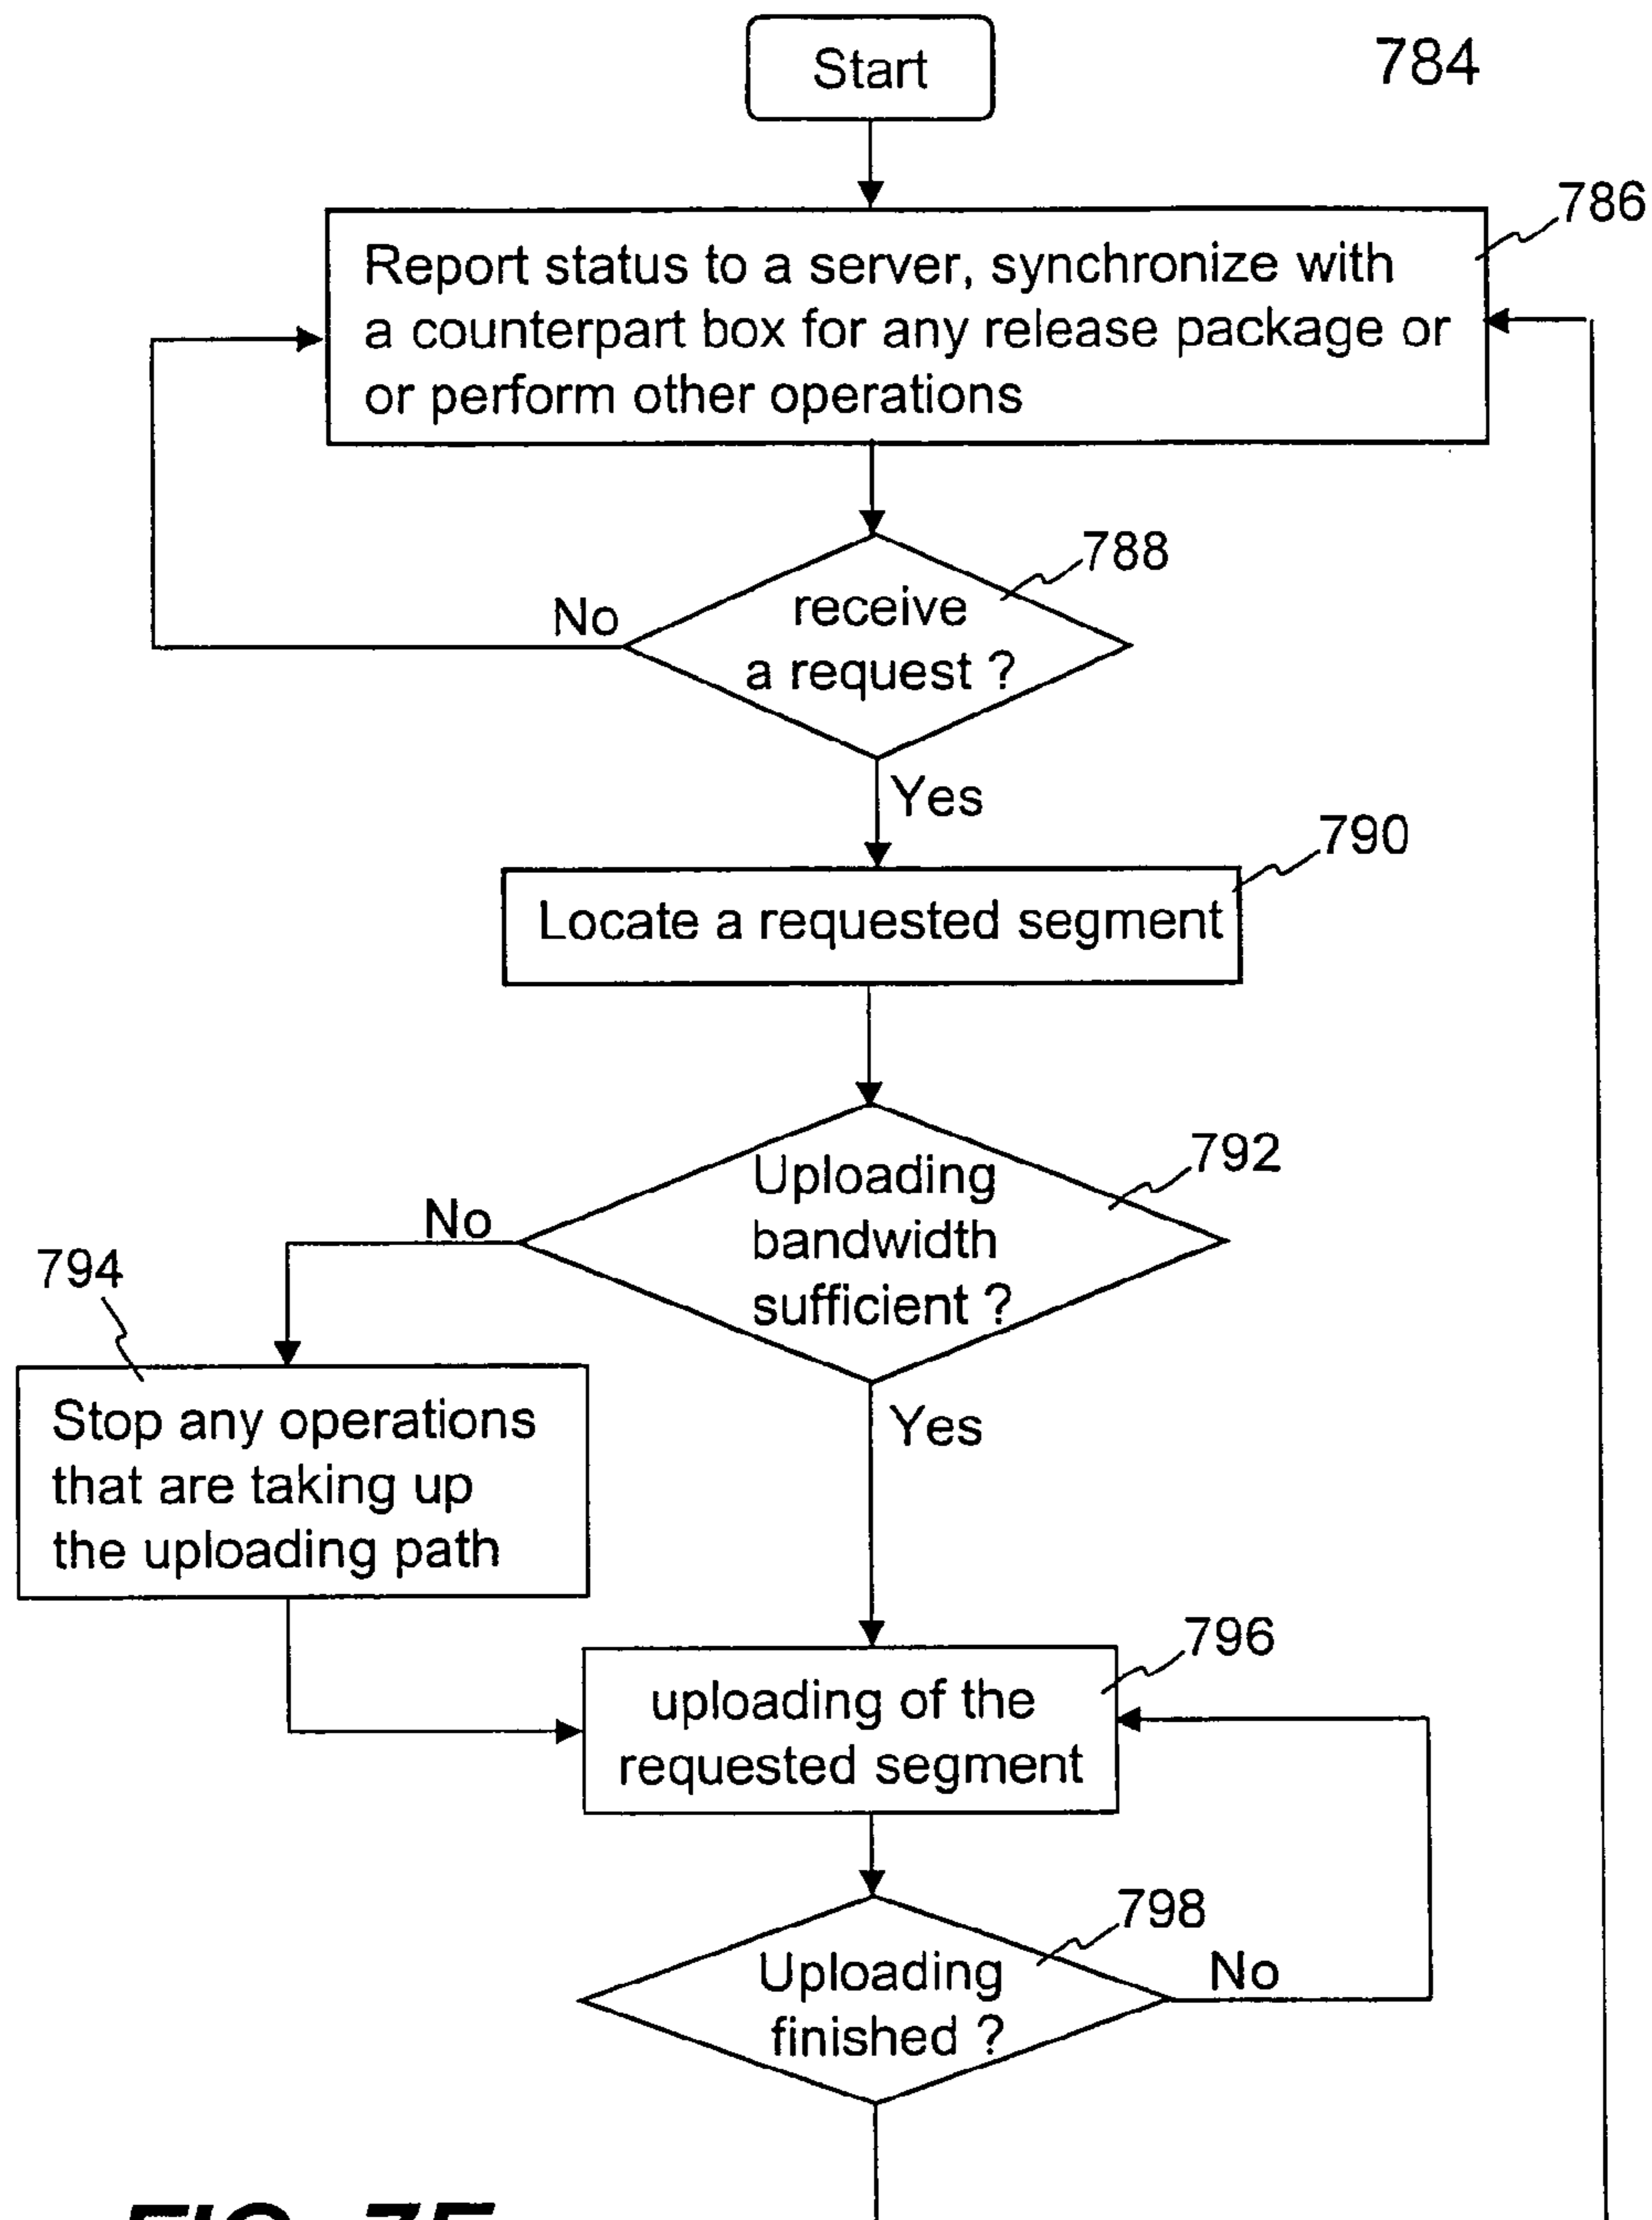 Start
784
786
Report status to a server, synchronize with
a counterpart box for any release package or
or perform other operations
788
No
receive
a request ?
Yes
790
Locate a requested segment
792
Uploading
bandwidth
sufficient ?
No
794
Stop any operations
that are taking up
the uploading path
Yes
796
uploading of the
requested segment
798
Uploading
finished ?
No